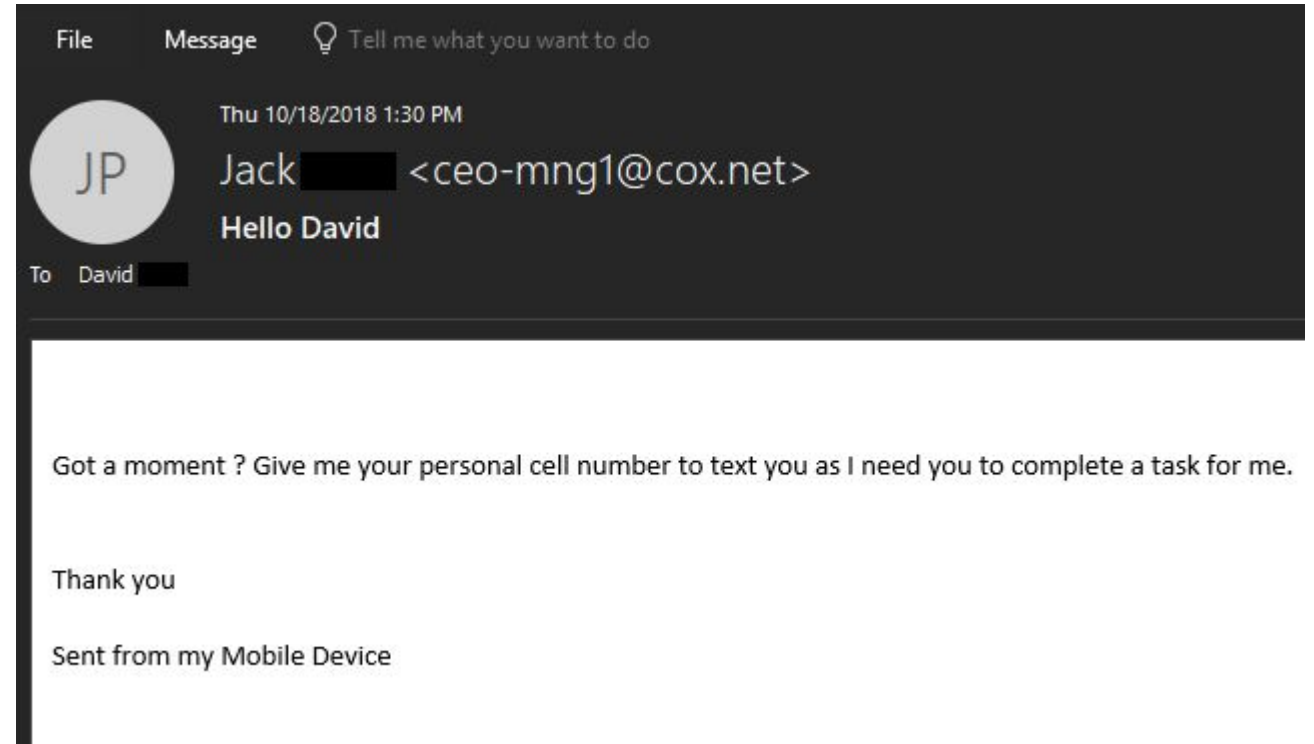 File Message Tell me what you want to do
Thu 10/18/2018 1:30 PM
JP
Jack <ceo-mng1@cox.net>
Hello David
To David
Got a moment ? Give me your personal cell number to text you as I need you to complete a task for me.
Thank you
Sent from my Mobile Device